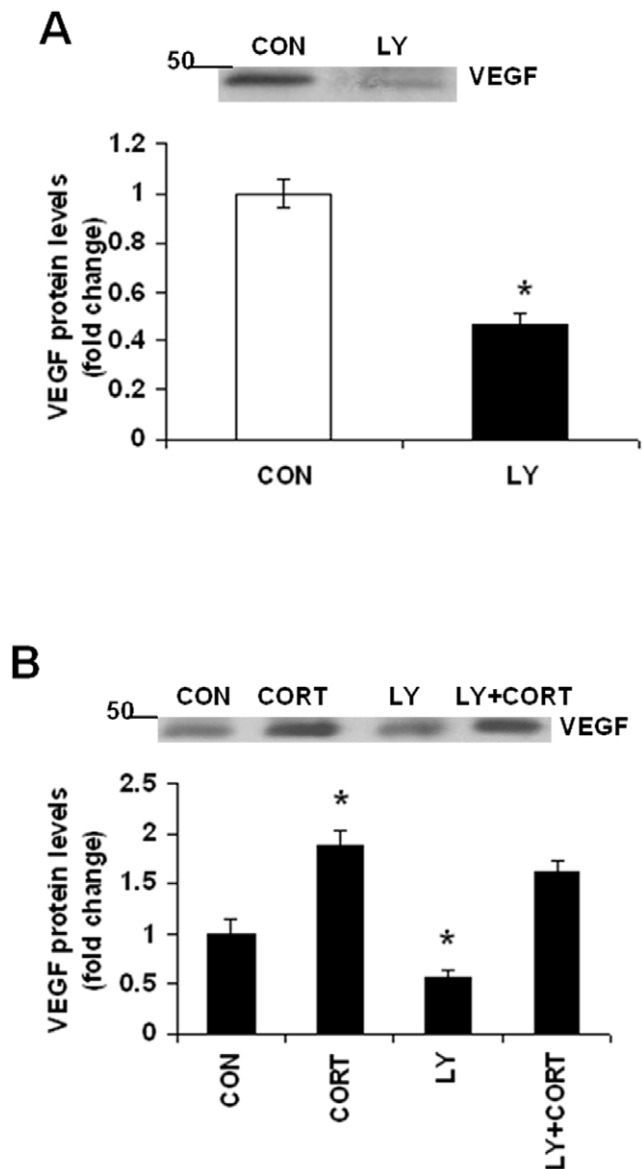 A
CON LY
50 VEGF
VEGF protein levels
(fold change)
1.2
1
0.8
0.6
0.4
0.2
0
*
CON LY
B
CON CORT LY LY+CORT
50 VEGF
VEGF protein levels
(fold change)
2.5
2
1.5
1
0.5
0
*
*
CON
CORT
LY
LY+CORT